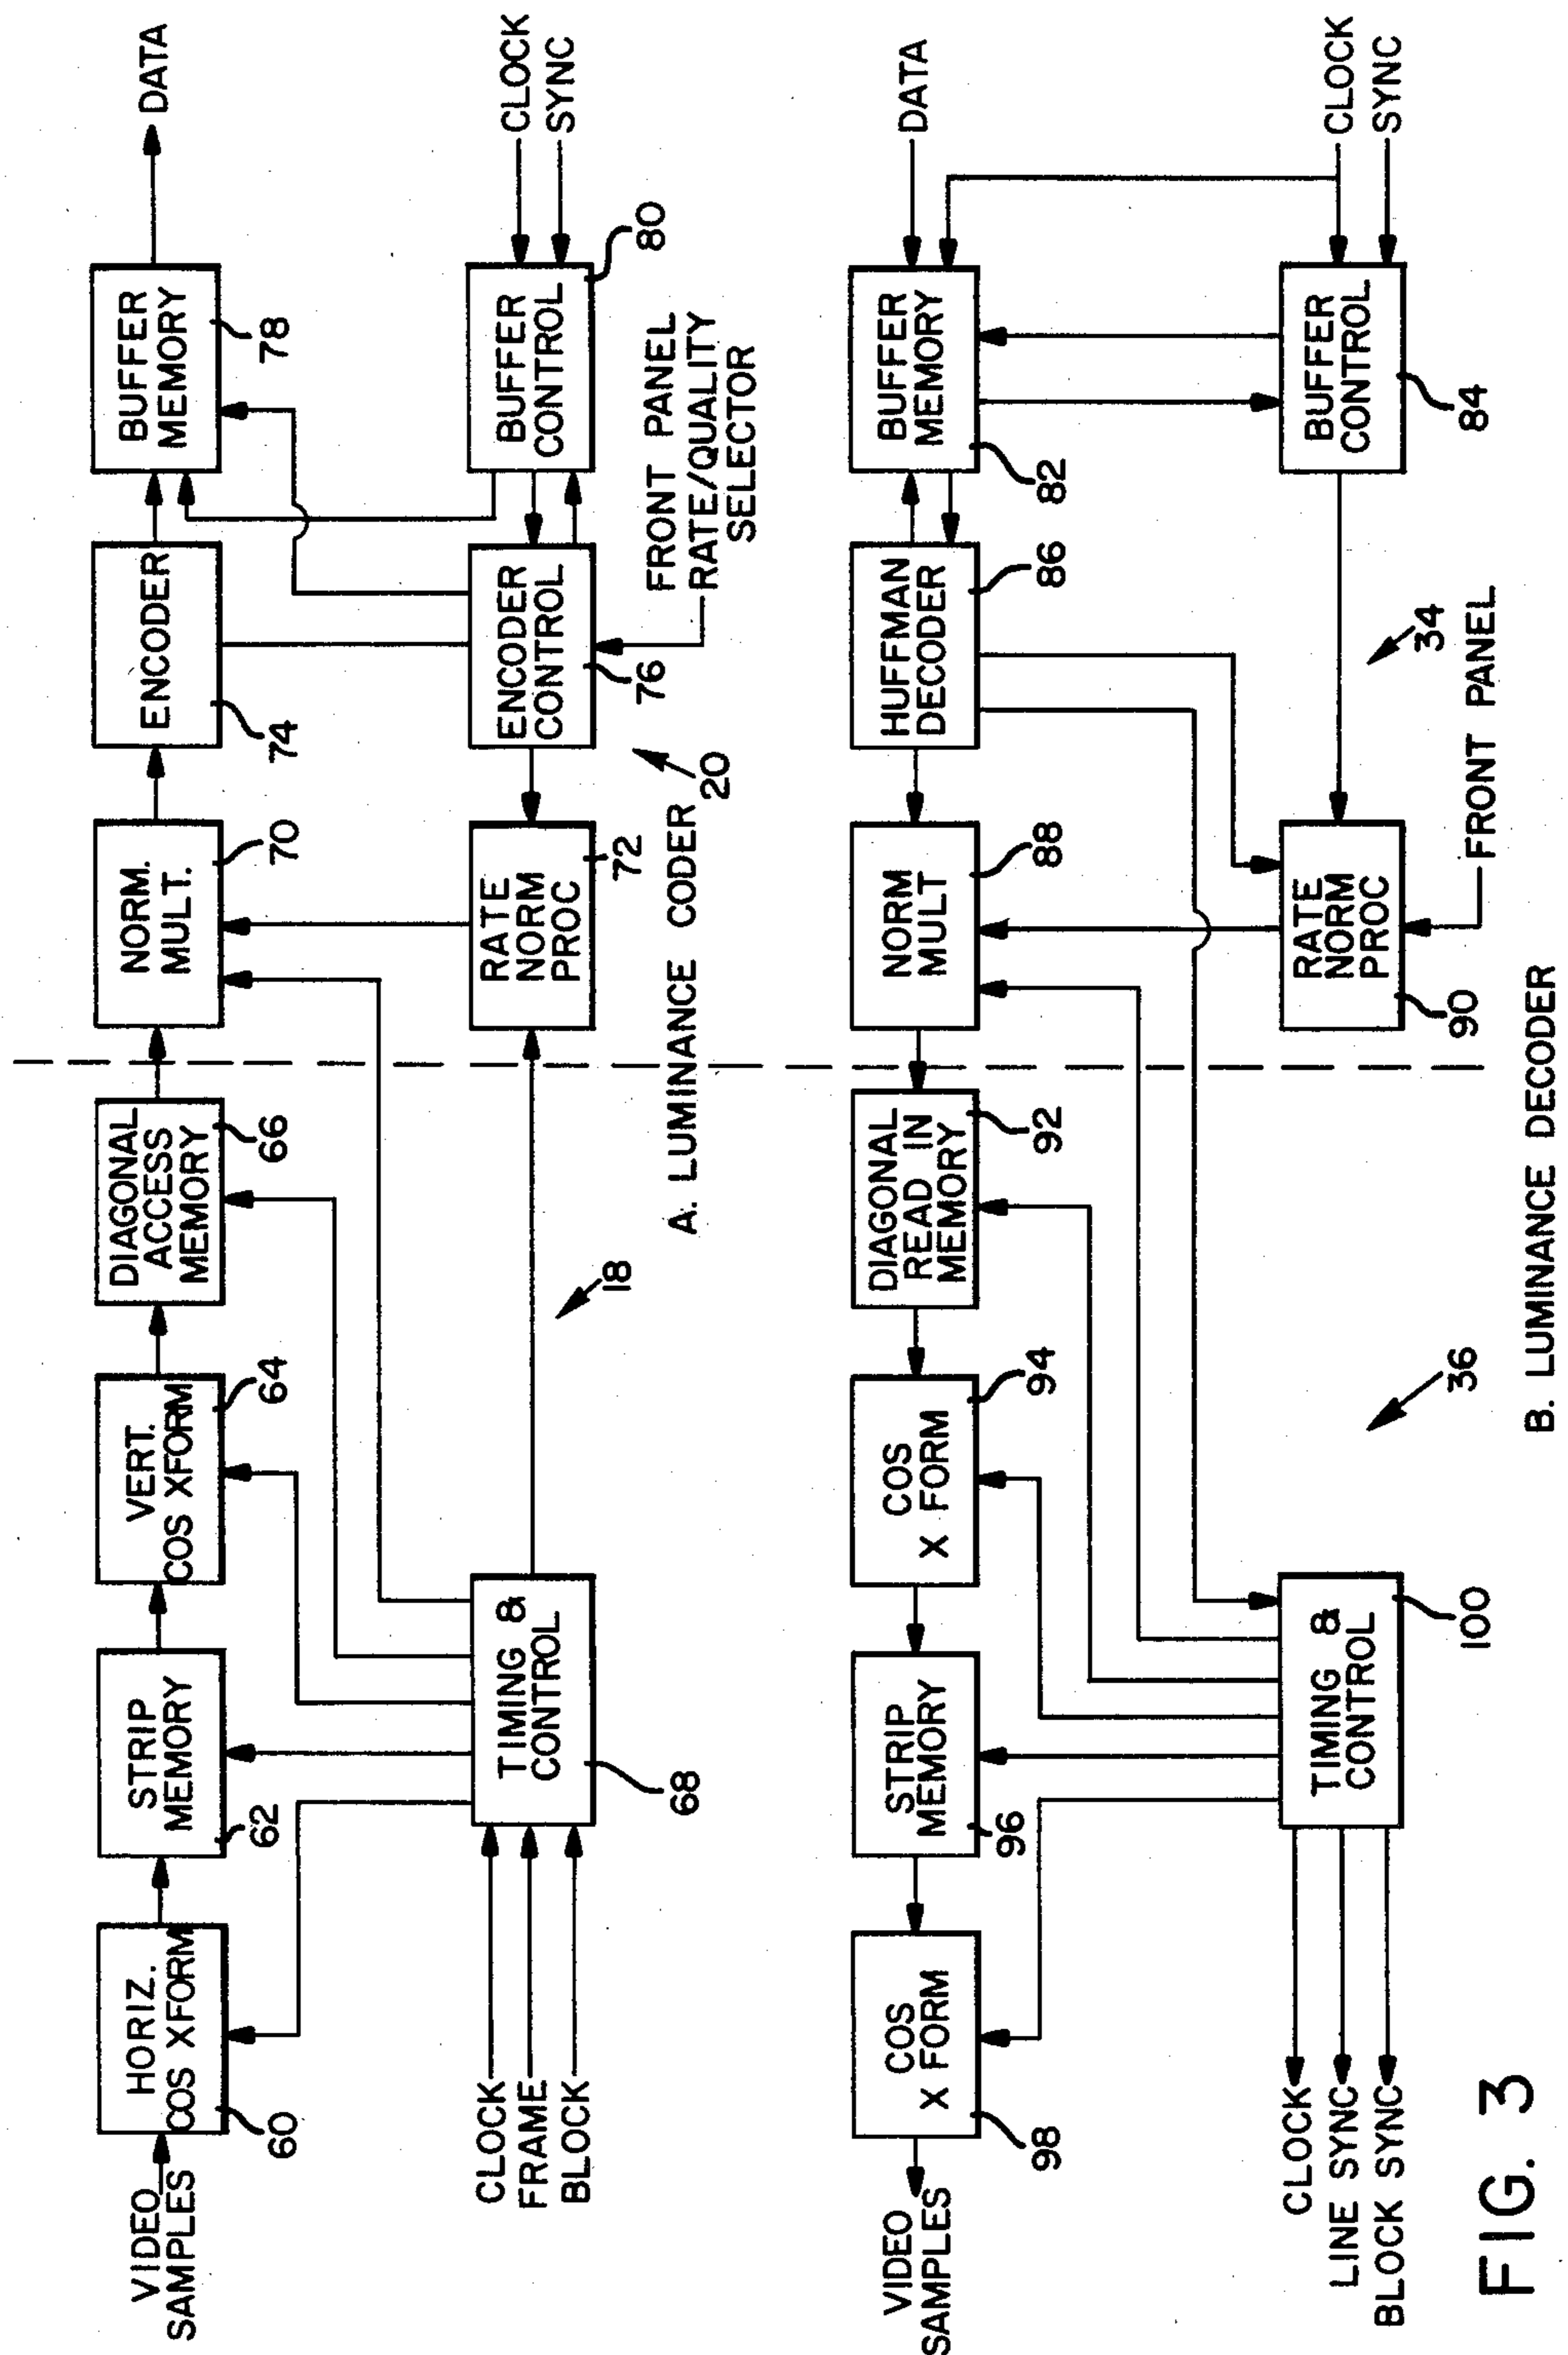 VIDEO
SAMPLES
HORIZ.
COS XFORM
60
STRIP
MEMORY
62
VERT.
COS XFORM
64
DIAGONAL
ACCESS
MEMORY
66
NORM.
MULT.
70
ENCODER
74
BUFFER
MEMORY
78
DATA
CLOCK
FRAME
BLOCK
TIMING &
CONTROL
68
18
RATE
NORM
PROC
72
ENCODER
CONTROL
76
BUFFER
CONTROL
80
CLOCK
SYNC
20
FRONT PANEL
RATE/QUALITY
SELECTOR
A. LUMINANCE CODER
VIDEO
SAMPLES
COS
X FORM
98
STRIP
MEMORY
96
COS
X FORM
94
DIAGONAL
READ IN
MEMORY
92
NORM
MULT
88
HUFFMAN
DECODER
86
BUFFER
MEMORY
82
DATA
CLOCK
LINE SYNC
BLOCK SYNC
TIMING &
CONTROL
100
36
RATE
NORM
PROC
90
34
FRONT PANEL
BUFFER
CONTROL
84
CLOCK
SYNC
B. LUMINANCE DECODER
FIG. 3